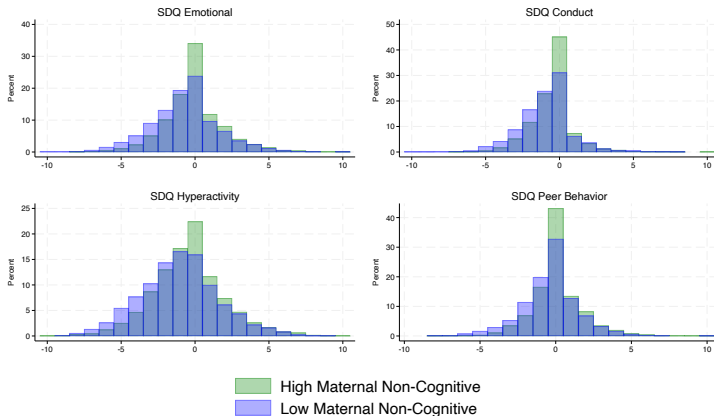 SDQ Emotional
Percent
40
30
20
10
0
-10 -5 0 5 10
SDQ Conduct
Percent
50
40
30
20
10
0
-10 -5 0 5 10
SDQ Hyperactivity
Percent
25
20
15
10
5
0
-10 -5 0 5 10
SDQ Peer Behavior
Percent
40
30
20
10
0
-10 -5 0 5 10
High Maternal Non-Cognitive
Low Maternal Non-Cognitive